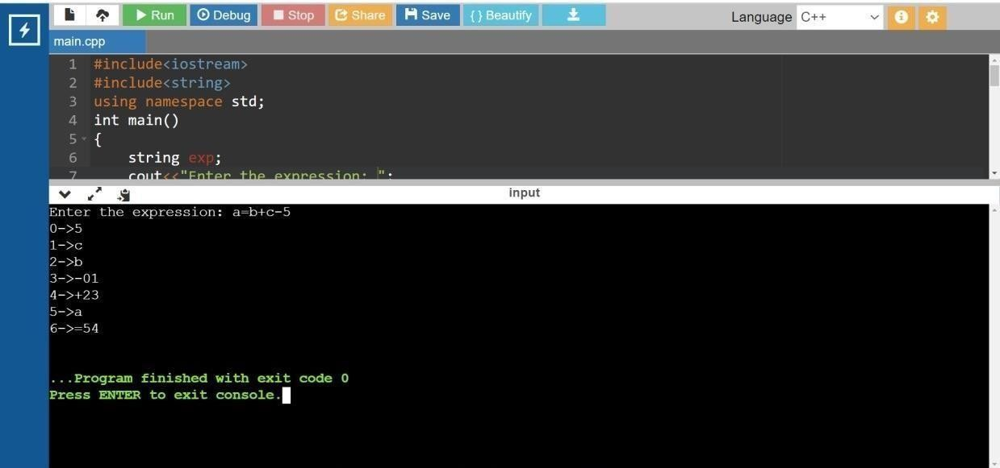 Run Debug Stop Share Save {} Beautify Language C++
main.cpp
1 #include<iostream>
2 #include<string>
3 using namespace std;
4 int main()
5 {
6 string exp;
7 cout<<"Enter the expression: ";
input
Enter the expression: a=b+c-5
0->5
1->c
2->b
3->-01
4->+23
5->a
6->=54
...Program finished with exit code 0
Press ENTER to exit console.